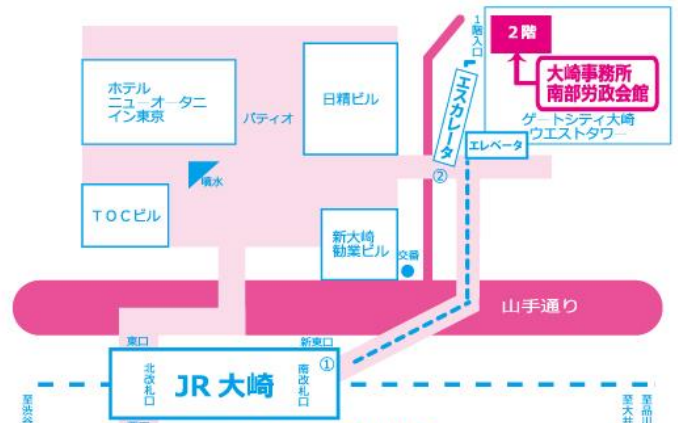 1階入口
2階
大崎事務所
南部労政会館
ホテル
ニューオータニ
イン東京
パティオ
日精ビル
エスカレータ
ゲートシティ大崎
ウエストタワー
エレベータ
②
噴水
TOCビル
新大崎
勧業ビル
交番
山手通り
東口
新東口
北改札口
JR 大崎
南改札口
①
至渋谷
至大井
至品川